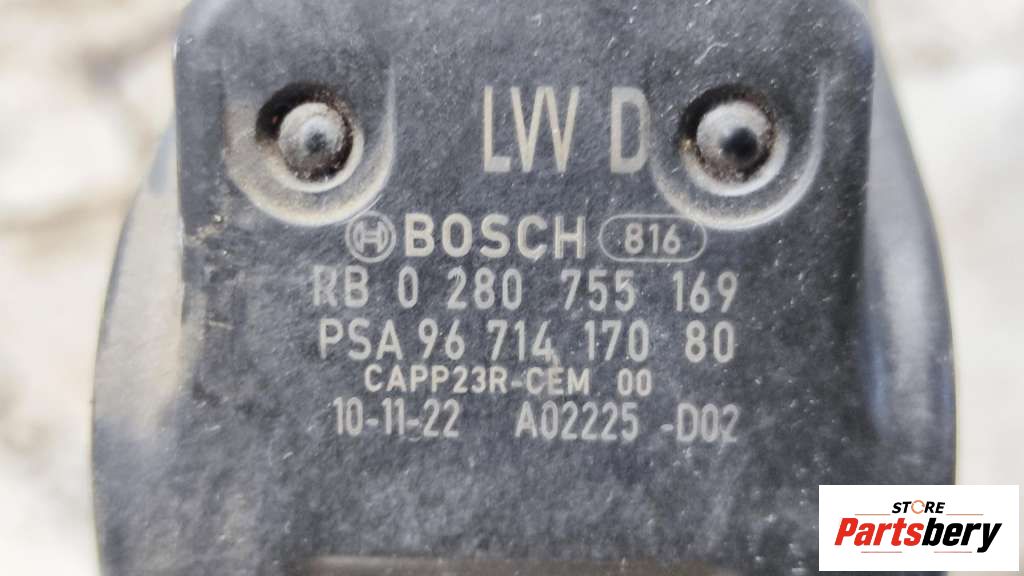 LW D
BOSCH 816
RB 0 280 755 169
PSA 96 714 170 80
CAPP23R-CEM 00
10-11-22 A02225 -D02
STORE
Partsbery